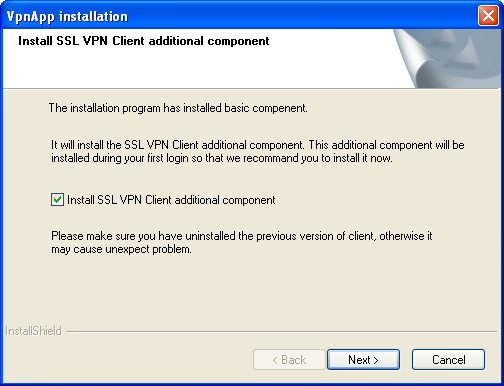 VpnApp installation
Install SSL VPN Client additional component
The installation program has installed basic compenent.
It will install the SSL VPN Client additional component. This additional component will be
installed during your first login so that we recommand you to install it now.
Install SSL VPN Client additional component
Please make sure you have uninstalled the previous version of client, otherwise it
may cause unexpect problem.
InstallShield
< Back
Next >
Cancel